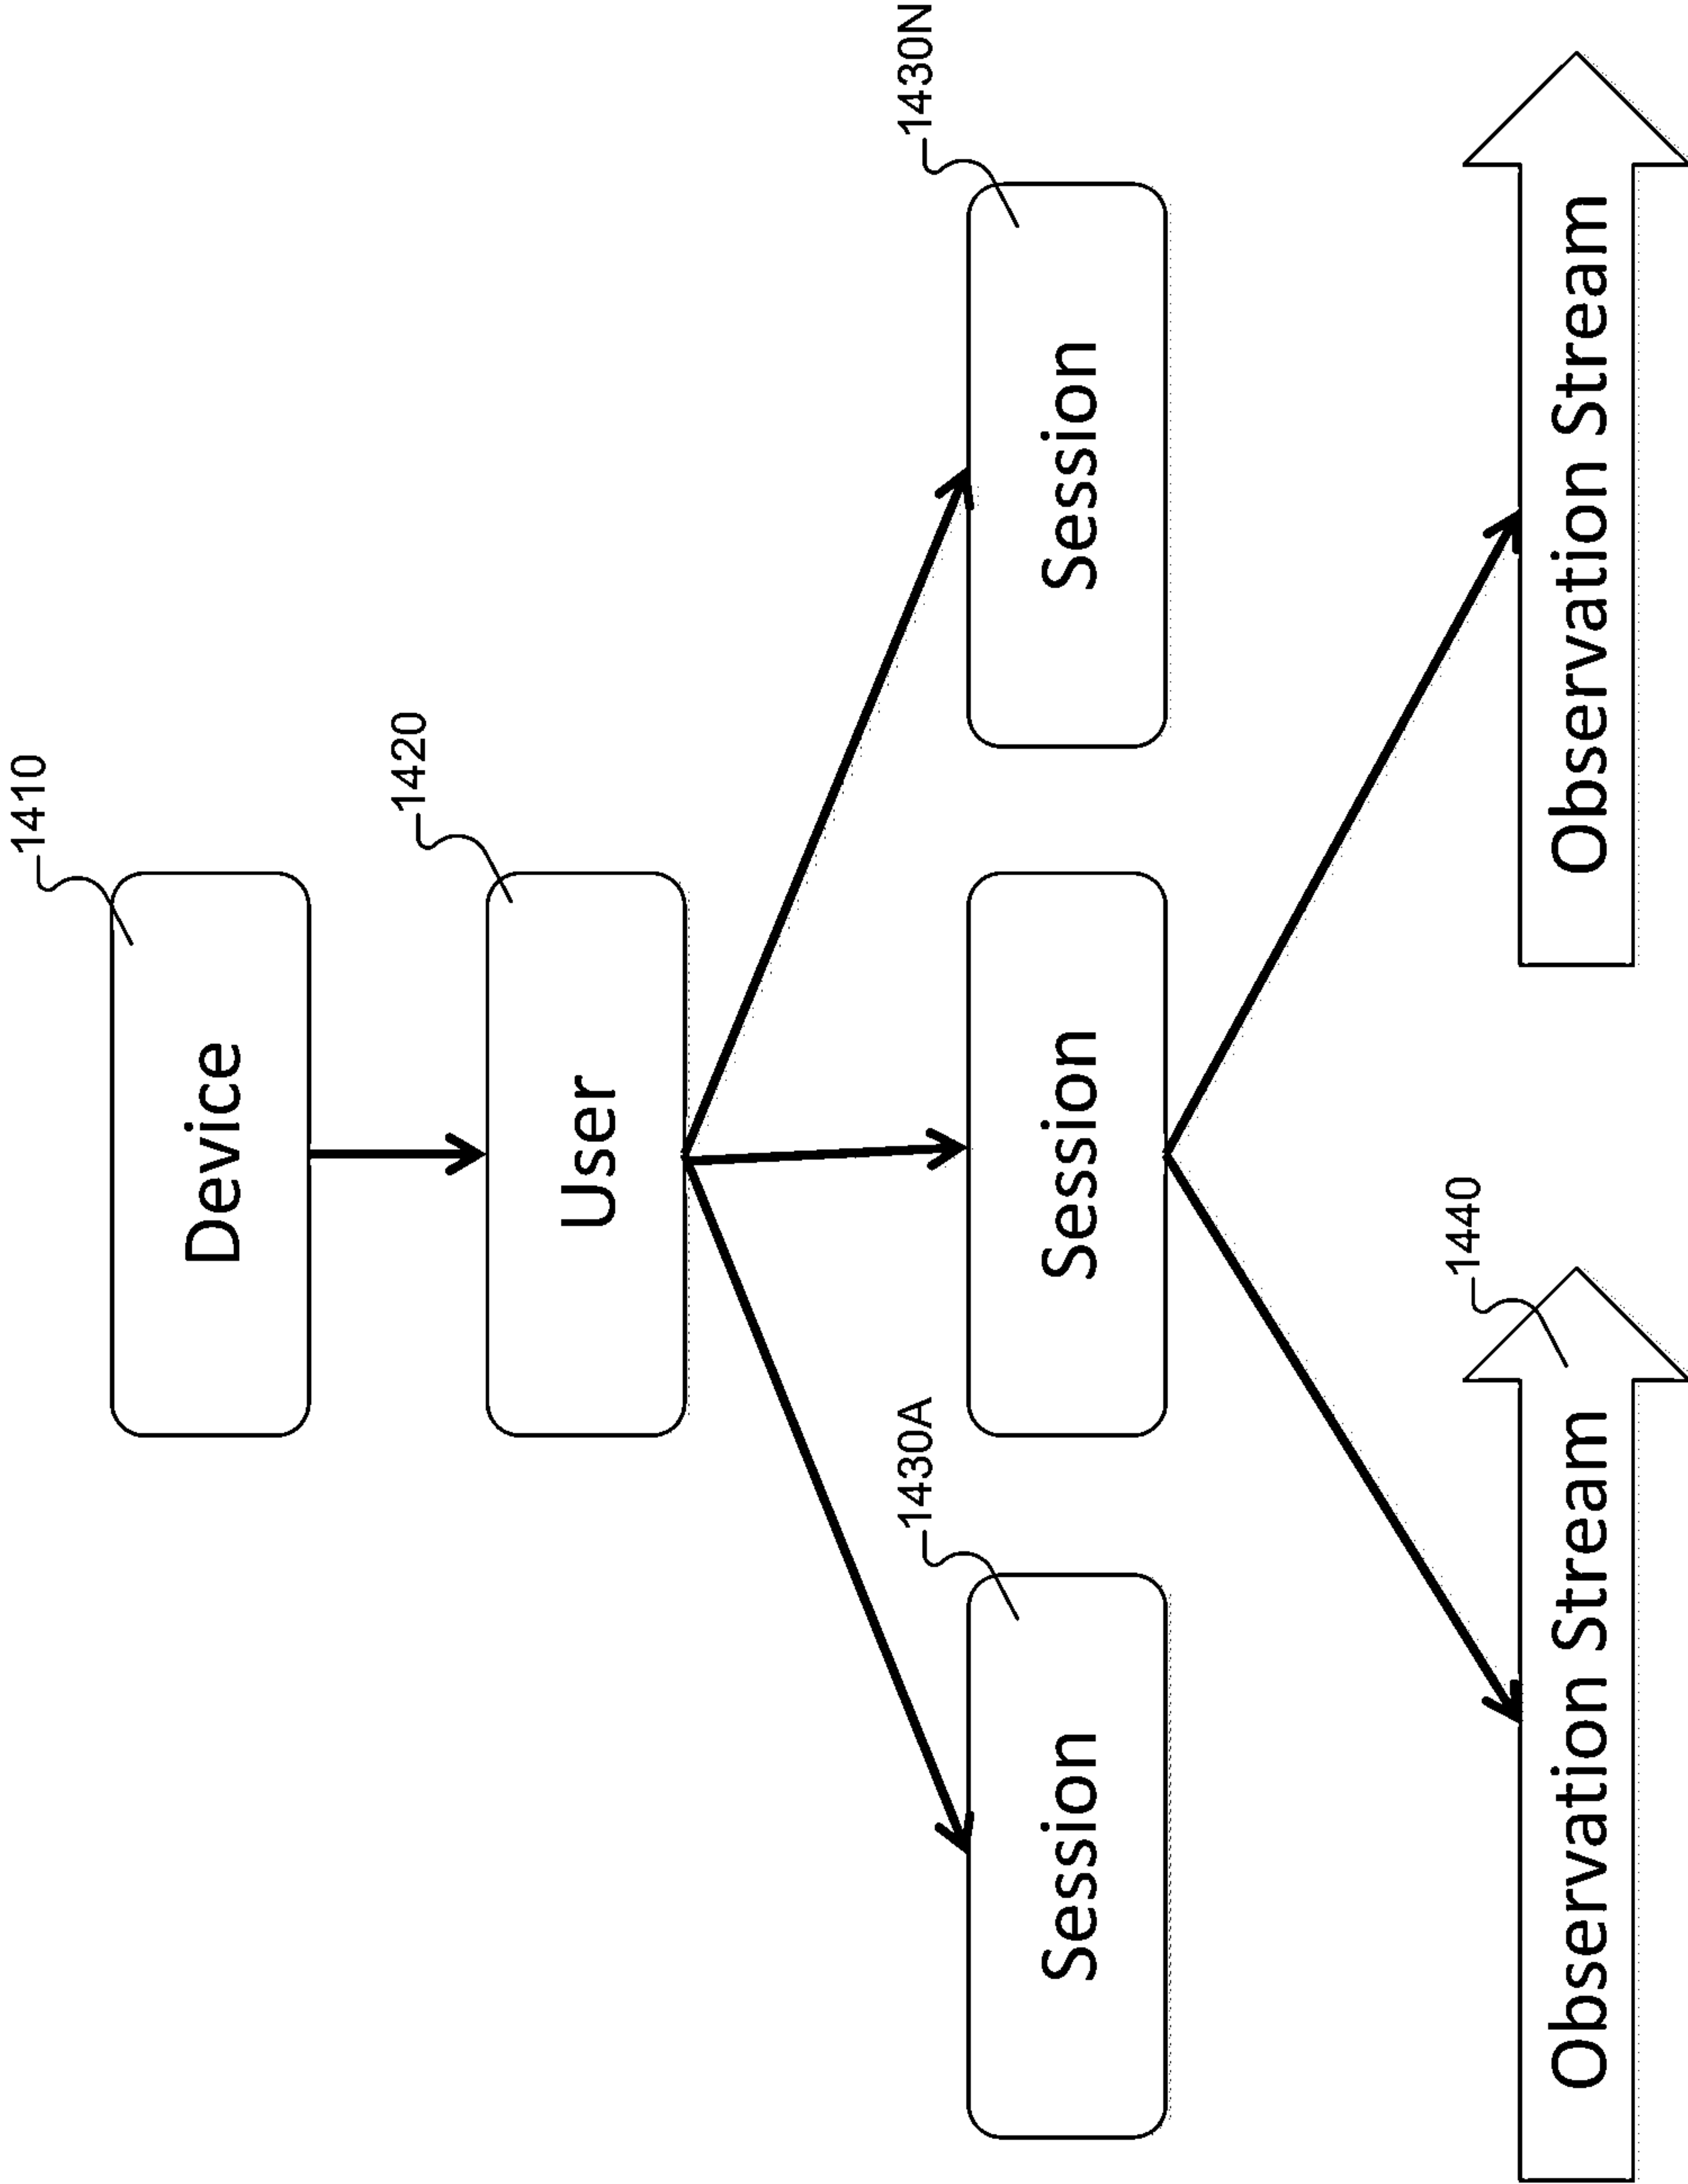 1410
Device
1420
User
1430A
1430N
Session
Session
Session
1440
Observation Stream
Observation Stream